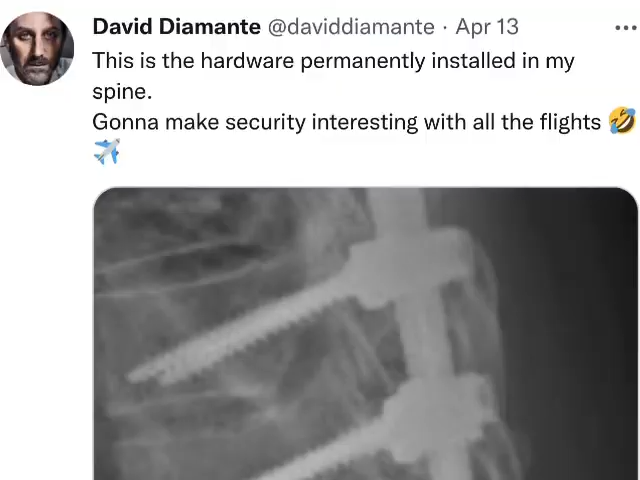 David Diamante @daviddiamante · Apr 13
This is the hardware permanently installed in my
spine.
Gonna make security interesting with all the flights 🤣
✈️